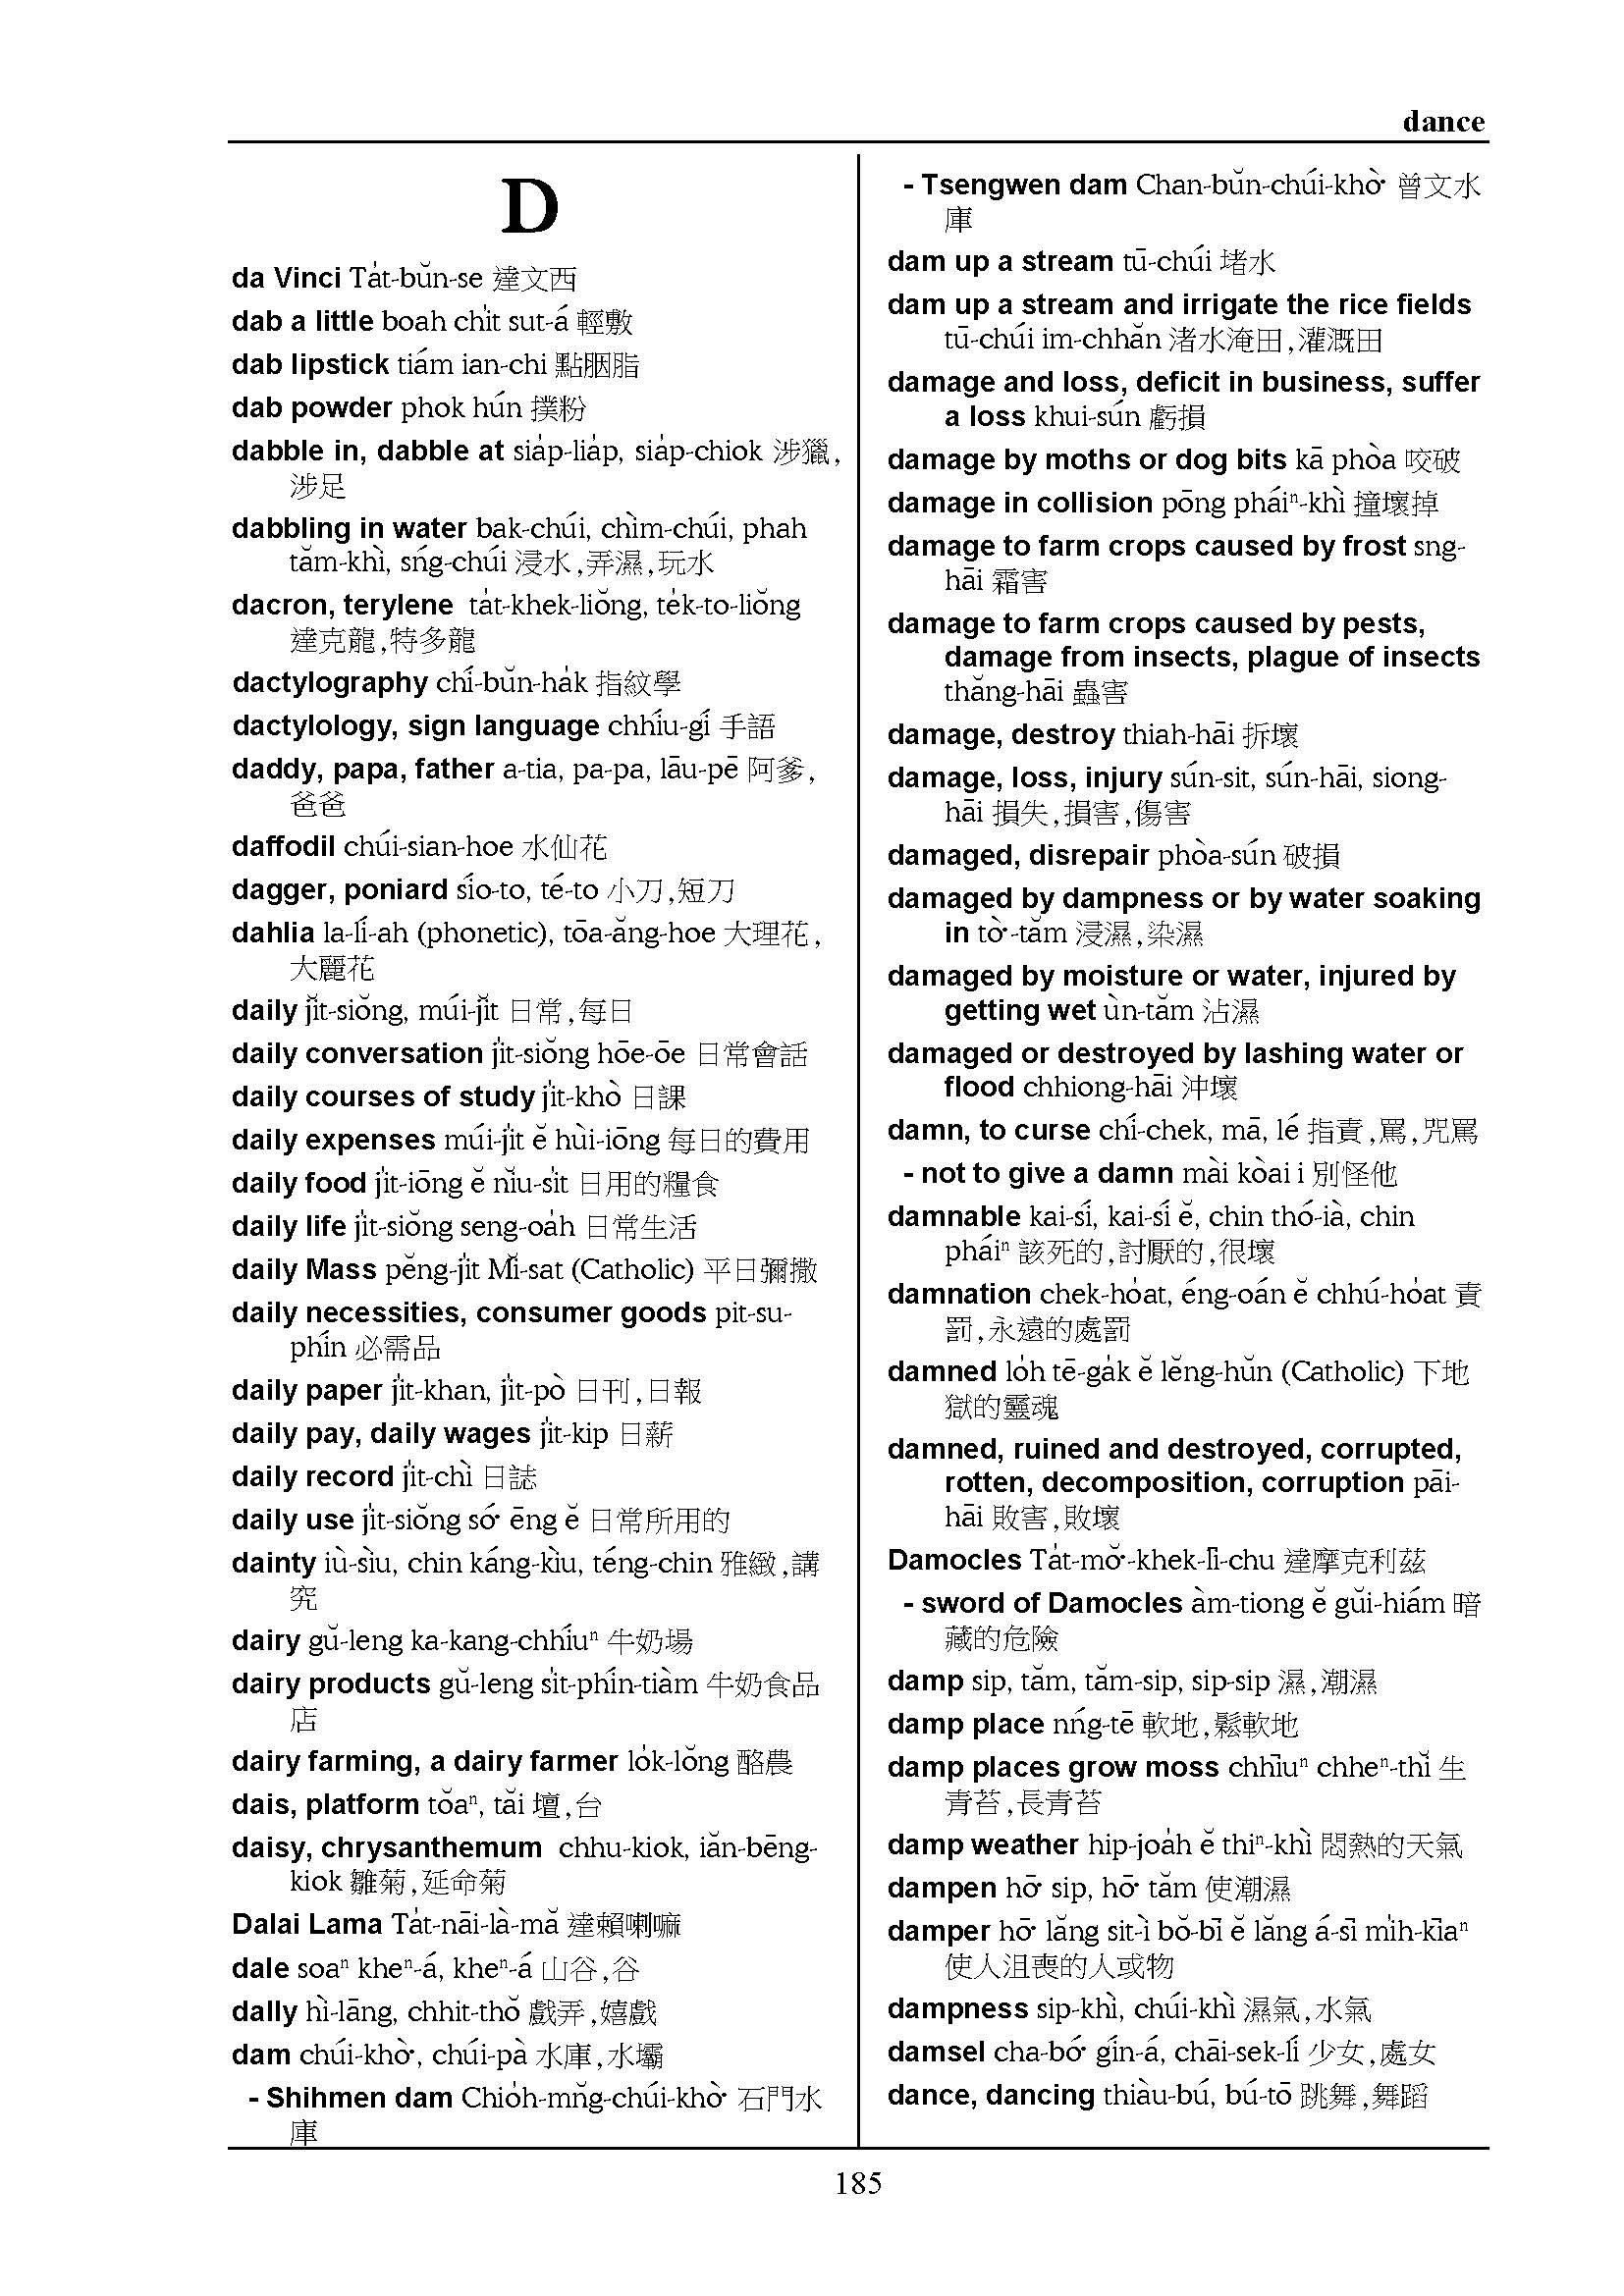 dance
D
da Vinci Ta̍t-bŭn-se 達文西
dab a little boah chi̍t sut-á 輕敷
dab lipstick tiám ian-chi 點胭脂
dab powder phok hún 撲粉
dabble in, dabble at sia̍p-lia̍p, sia̍p-chiok 涉獵,
涉足
dabbling in water bak-chúi, chìm-chúi, phah
tăm-khì, sńg-chúi 浸水,弄濕,玩水
dacron, terylene ta̍t-khek-liŏng, te̍k-to-liŏng
達克龍,特多龍
dactylography chí-bŭn-ha̍k 指紋學
dactylology, sign language chhíu-gí 手語
daddy, papa, father a-tia, pa-pa, lāu-pē 阿爹,
爸爸
daffodil chúi-sian-hoe 水仙花
dagger, poniard sío-to, té-to 小刀,短刀
dahlia la-lí-ah (phonetic), tōa-ăng-hoe 大理花,
大麗花
daily jĭt-siŏng, múi-jĭt 日常,每日
daily conversation ji̍t-siŏng hōe-ōe 日常會話
daily courses of study ji̍t-khò 日課
daily expenses múi-ji̍t ĕ hùi-iōng 每日的費用
daily food ji̍t-iōng ĕ nĭu-si̍t 日用的糧食
daily life ji̍t-siŏng seng-oa̍h 日常生活
daily Mass pĕng-ji̍t Mĭ-sat (Catholic) 平日彌撒
daily necessities, consumer goods pit-su-
phín 必需品
daily paper ji̍t-khan, ji̍t-pò 日刊,日報
daily pay, daily wages ji̍t-kip 日薪
daily record ji̍t-chì 日誌
daily use ji̍t-siŏng só͘ ēng ĕ 日常所用的
dainty iù-sìu, chin káng-kìu, téng-chin 雅緻,講
究
dairy gŭ-leng ka-kang-chhíuⁿ 牛奶場
dairy products gŭ-leng si̍t-phín-tiàm 牛奶食品
店
dairy farming, a dairy farmer lo̍k-lŏng 酪農
dais, platform tŏaⁿ, tăi 壇,台
daisy, chrysanthemum chhu-kiok, iăn-bēng-
kiok 雛菊,延命菊
Dalai Lama Ta̍t-nāi-là-mă 達賴喇嘛
dale soaⁿ kheⁿ-á, kheⁿ-á 山谷,谷
dally hì-lāng, chhit-thŏ 戲弄,嬉戲
dam chúi-khò͘, chúi-pà 水庫,水壩
- Shihmen dam Chio̍h-mn̆g-chúi-khò͘ 石門水
庫
- Tsengwen dam Chan-bŭn-chúi-khò͘ 曾文水
庫
dam up a stream tū-chúi 堵水
dam up a stream and irrigate the rice fields
tū-chúi im-chhăn 渚水淹田,灌溉田
damage and loss, deficit in business, suffer
a loss khui-sún 虧損
damage by moths or dog bits kā phòa 咬破
damage in collision pōng pháiⁿ-khì 撞壞掉
damage to farm crops caused by frost sng-
hāi 霜害
damage to farm crops caused by pests,
damage from insects, plague of insects
thăng-hāi 蟲害
damage, destroy thiah-hāi 拆壞
damage, loss, injury sún-sit, sún-hāi, siong-
hāi 損失,損害,傷害
damaged, disrepair phòa-sún 破損
damaged by dampness or by water soaking
in tò͘-tăm 浸濕,染濕
damaged by moisture or water, injured by
getting wet ùn-tăm 沾濕
damaged or destroyed by lashing water or
flood chhiong-hāi 沖壞
damn, to curse chí-chek, mā, lé 指責,罵,咒罵
- not to give a damn mài kòai i 別怪他
damnable kai-sí, kai-sí ĕ, chin thó-ià, chin
pháiⁿ 該死的,討厭的,很壞
damnation chek-ho̍at, éng-oán ĕ chhú-ho̍at 責
罰,永遠的處罰
damned lo̍h tē-ga̍k ĕ lĕng-hŭn (Catholic) 下地
獄的靈魂
damned, ruined and destroyed, corrupted,
rotten, decomposition, corruption pāi-
hāi 敗害,敗壞
Damocles Ta̍t-mŏ͘-khek-lī-chu 達摩克利茲
- sword of Damocles àm-tiong ĕ gŭi-hiám 暗
藏的危險
damp sip, tăm, tăm-sip, sip-sip 濕,潮濕
damp place nńg-tē 軟地,鬆軟地
damp places grow moss chhīuⁿ chheⁿ-thĭ 生
青苔,長青苔
damp weather hip-joa̍h ĕ thiⁿ-khì 悶熱的天氣
dampen hō͘ sip, hō͘ tăm 使潮濕
damper hō͘ lăng sit-ì bŏ-bī ĕ lăng á-sī mi̍h-kīaⁿ
使人沮喪的人或物
dampness sip-khì, chúi-khì 濕氣,水氣
damsel cha-bó͘ gín-á, chāi-sek-lí 少女,處女
dance, dancing thiàu-bú, bú-tō 跳舞,舞蹈
185